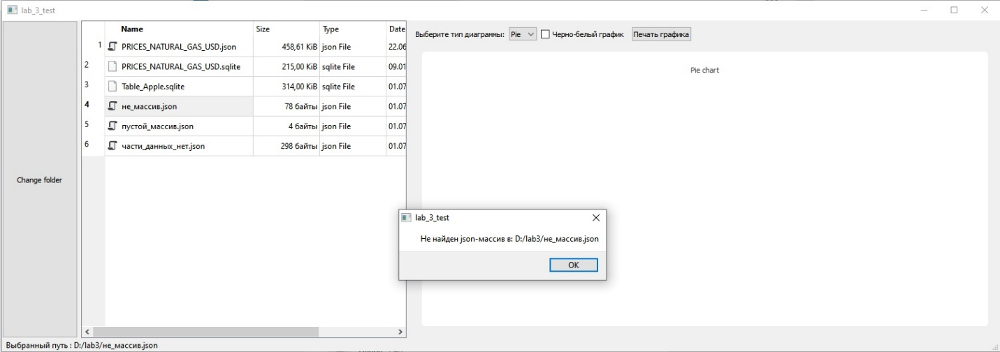 lab_3_test
Change folder
Name Size Type Date
1 PRICES_NATURAL_GAS_USD.json 458,61 KiB json File 22.06
2 PRICES_NATURAL_GAS_USD.sqlite 215,00 KiB sqlite File 09.01
3 Table_Apple.sqlite 314,00 KiB sqlite File 01.07
4 не_массив.json 78 байты json File 01.07
5 пустой_массив.json 4 байты json File 01.07
6 части_данных_нет.json 298 байты json File 01.07
Выберите тип диаграммы: Pie Черно-белый график Печать графика
Pie chart
lab_3_test
Не найден json-массив в: D:/lab3/не_массив.json
OK
Выбранный путь : D:/lab3/не_массив.json